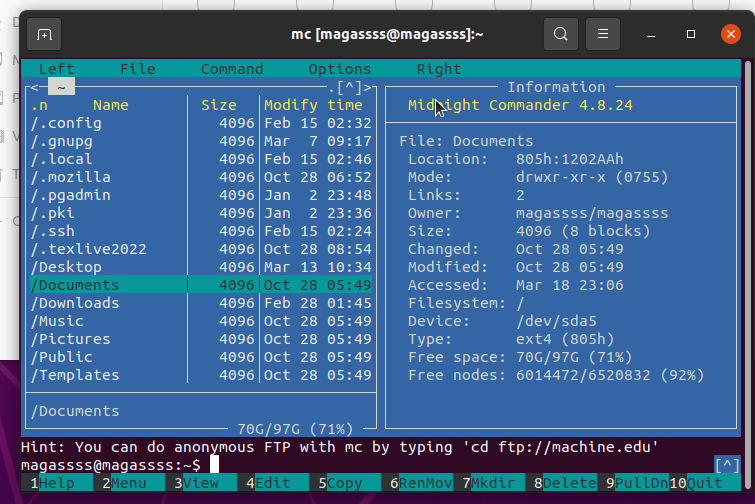 mc [magassss@magassss]:~
Left File Command Options Right
<─ ~ ─.[^]>
.n Name Size Modify time
/.config 4096 Feb 15 02:32
/.gnupg 4096 Mar 7 09:17
/.local 4096 Feb 15 02:46
/.mozilla 4096 Oct 28 06:52
/.pgadmin 4096 Jan 2 23:48
/.pki 4096 Jan 2 23:36
/.ssh 4096 Feb 15 02:24
/.texlive2022 4096 Oct 28 08:54
/Desktop 4096 Mar 13 10:34
/Documents 4096 Oct 28 05:49
/Downloads 4096 Feb 28 01:45
/Music 4096 Oct 28 05:49
/Pictures 4096 Oct 28 05:49
/Public 4096 Oct 28 05:49
/Templates 4096 Oct 28 05:49
/Documents
70G/97G (71%)
Information
Midnight Commander 4.8.24
File: Documents
Location: 805h:1202AAh
Mode: drwxr-xr-x (0755)
Links: 2
Owner: magassss/magassss
Size: 4096 (8 blocks)
Changed: Oct 28 05:49
Modified: Oct 28 05:49
Accessed: Mar 18 23:06
Filesystem: /
Device: /dev/sda5
Type: ext4 (805h)
Free space: 70G/97G (71%)
Free nodes: 6014472/6520832 (92%)
Hint: You can do anonymous FTP with mc by typing 'cd ftp://machine.edu'
magassss@magassss:~$ [^]
1Help 2Menu 3View 4Edit 5Copy 6RenMov 7Mkdir 8Delete 9PullDn 10Quit